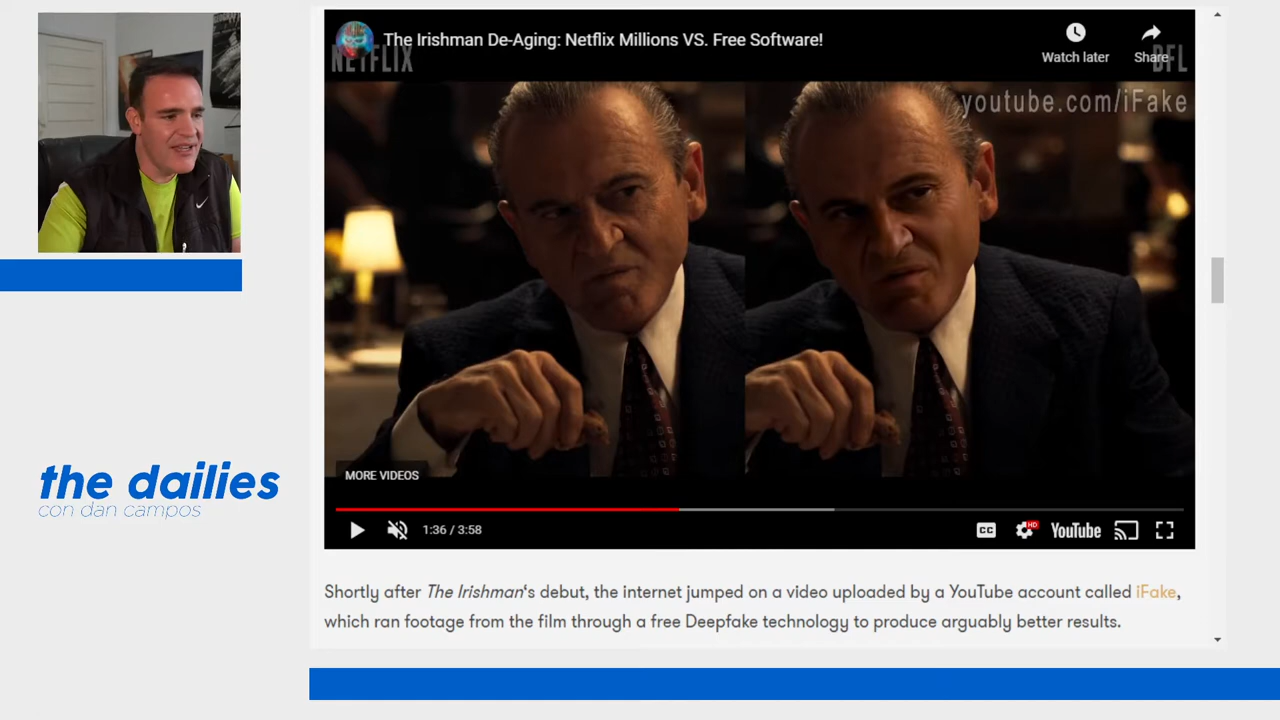 The Irishman De-Aging: Netflix Millions VS. Free Software!
Watch later
Share
NETFLIX
DFL
youtube.com/iFake
MORE VIDEOS
1:36 / 3:58
CC
HD
YouTube
the dailies
con dan campos
Shortly after The Irishman‘s debut, the internet jumped on a video uploaded by a YouTube account called iFake,
which ran footage from the film through a free Deepfake technology to produce arguably better results.